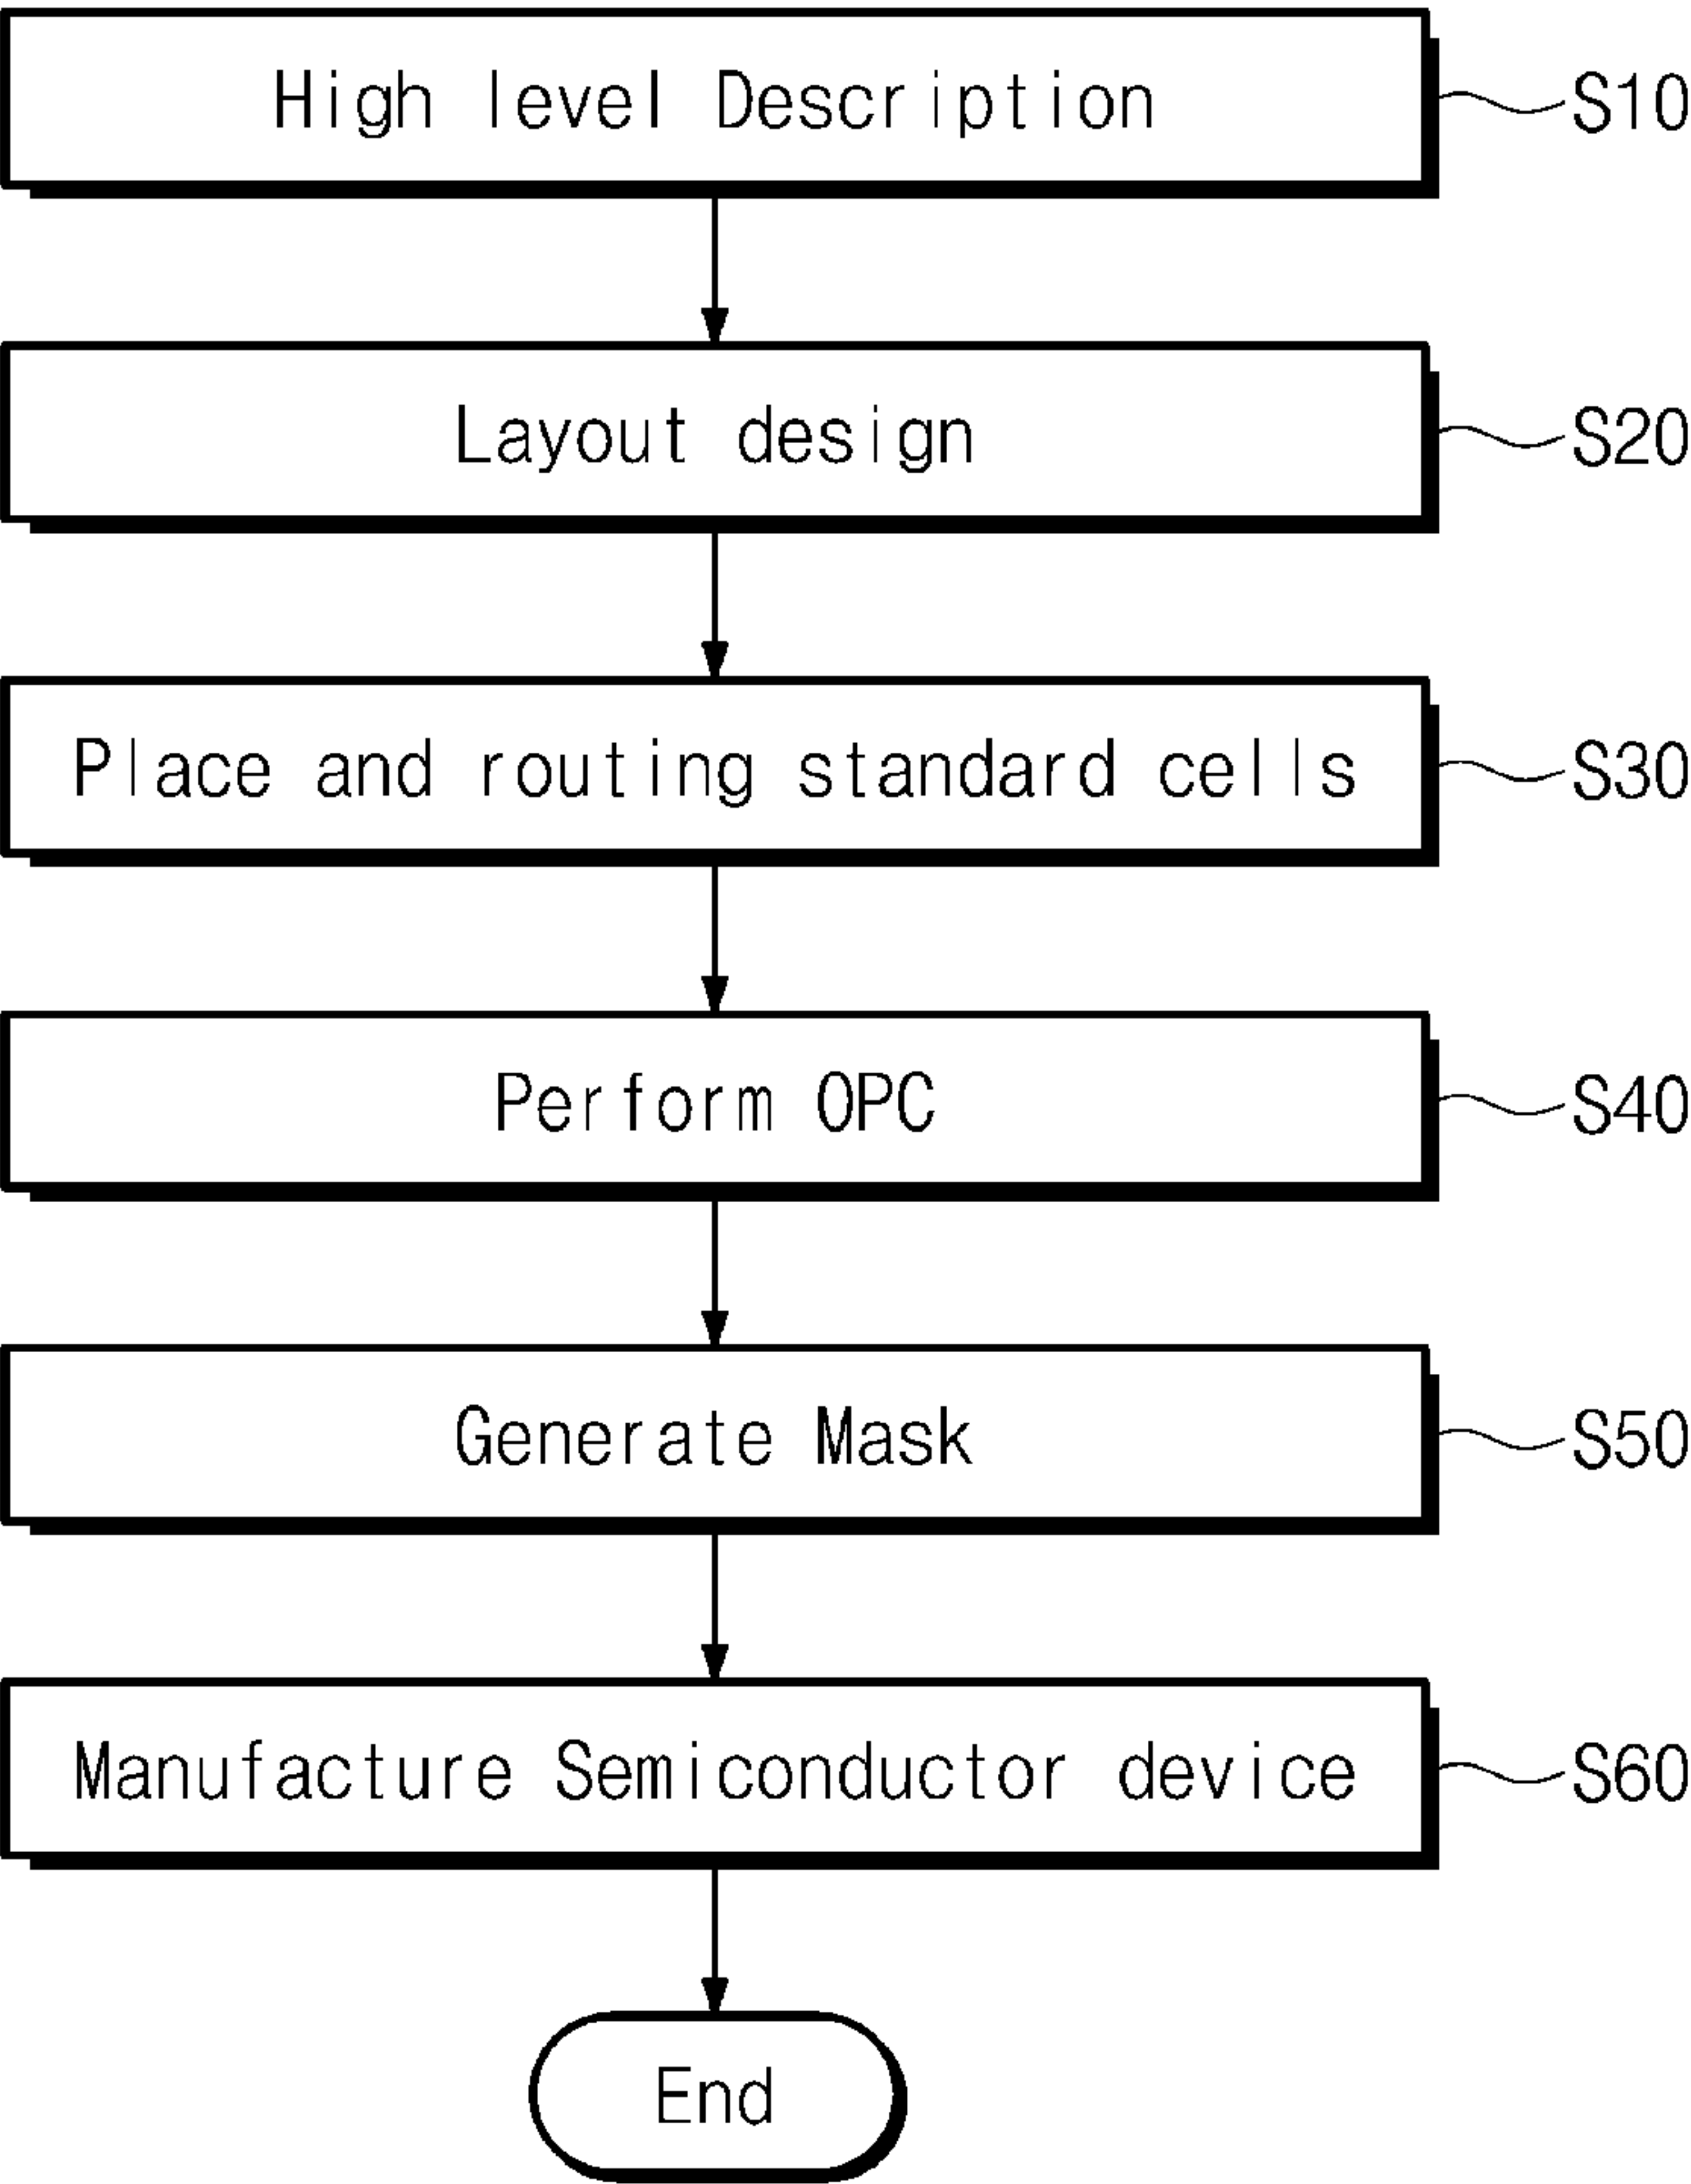 High level Description S10
Layout design S20
Place and routing standard cells S30
Perform OPC S40
Generate Mask S50
Manufacture Semiconductor device S60
End